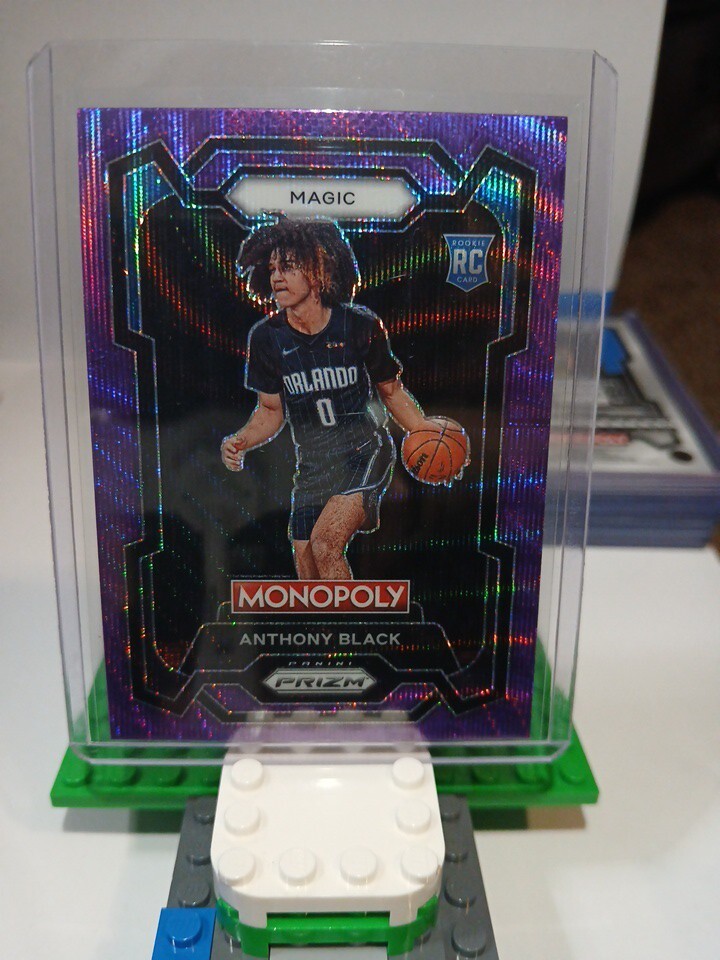 MAGIC
ROOKIE
RC
CARD
ORLANDO
0
MONOPOLY
ANTHONY BLACK
PANINI
PRIZM